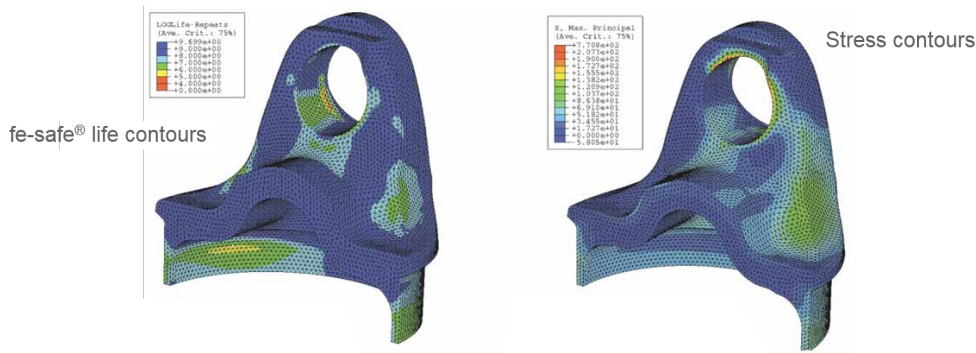 LOGLife-Repeats
(Ave. Crit.: 75%)
+9.699e+00
+9.000e+00
+8.000e+00
+7.000e+00
+6.000e+00
+5.000e+00
+4.000e+00
+0.000e+00
fe-safe® life contours
S, Max. Principal
(Ave. Crit.: 75%)
+7.708e+02
+2.073e+02
+1.900e+02
+1.727e+02
+1.555e+02
+1.382e+02
+1.209e+02
+1.037e+02
+8.638e+01
+6.910e+01
+5.182e+01
+3.455e+01
+1.727e+01
+0.000e+00
-5.805e+01
Stress contours